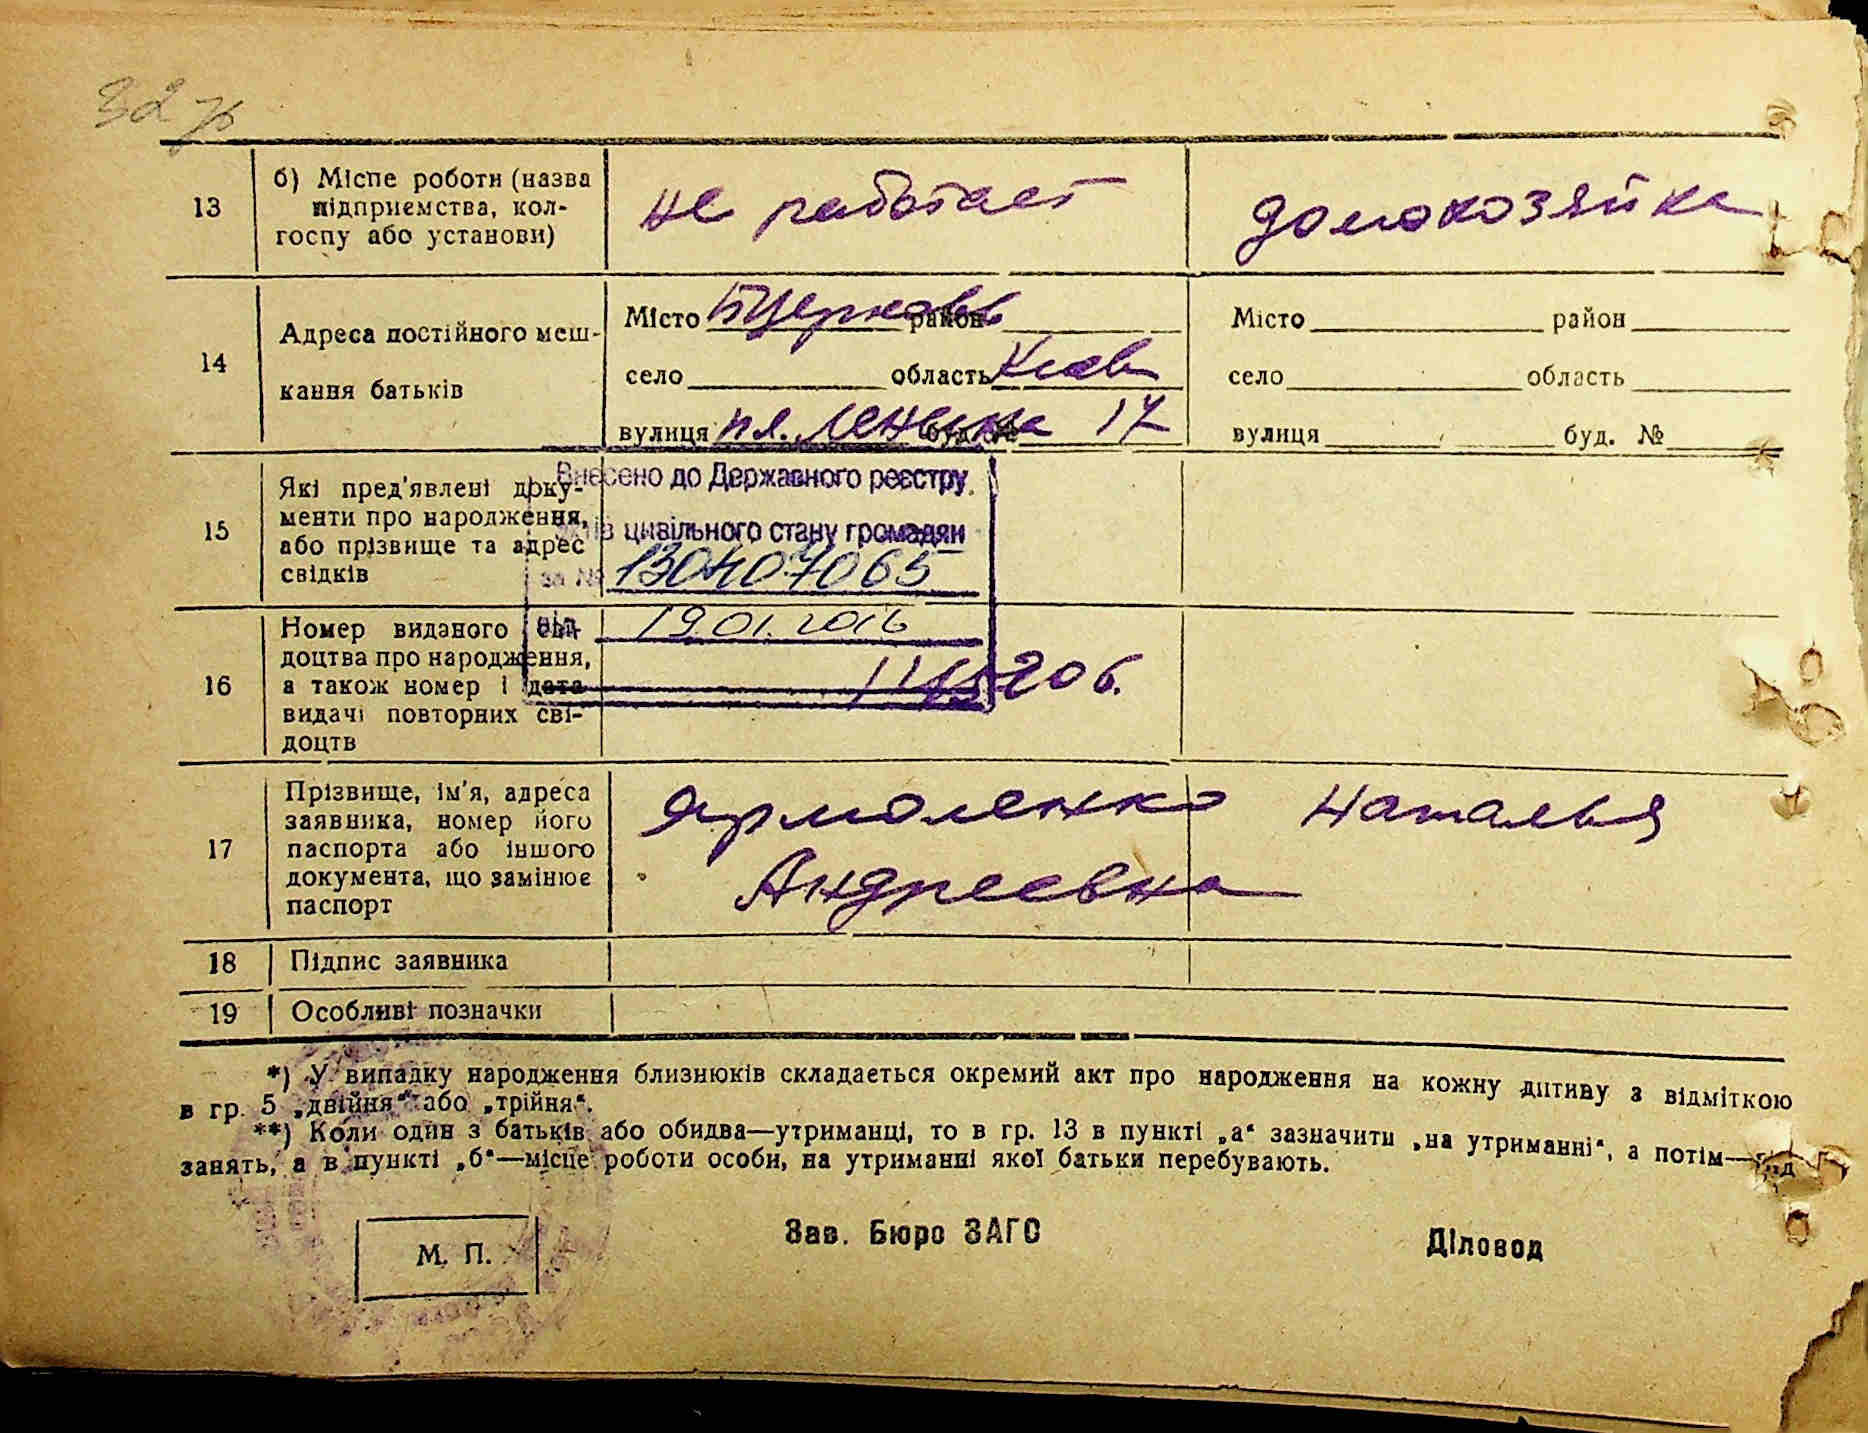 13
б) Місце роботи (назва
підприємства, кол-
госпу або установи)
не работает
домохозяйка
14
Адреса постійного меш-
кання батьків
Місто Б Церковь район
село область Киев
вулиця пл. Ленина буд. № 17
Місто район
село область
вулиця буд. №
15
Які пред'явлені доку-
менти про народження,
або прізвище та адрес
свідків
Внесено до Державного реєстру
актів цивільного стану громадян
за № 130407065
від 19.01.2016
16
Номер виданого сві-
доцтва про народження,
а також номер і дата
видачі повторних сві-
доцтв
17
Прізвище, ім'я, адреса
заявника, номер його
паспорта або іншого
документа, що замінює
паспорт
Ярмоленко Наталья
Андреевна
18
Підпис заявника
19
Особливі позначки
*) У випадку народження близнюків складається окремий акт про народження на кожну дитину з відміткою
в гр. 5 „двійня“ або „трійня“.
**) Коли один з батьків або обидва—утриманці, то в гр. 13 в пункті „а“ зазначити „на утриманні“, а потім—рід
занять, а в пункті „б“—місце роботи особи, на утриманні якої батьки перебувають.
М. П.
Зав. Бюро ЗАГС
Діловод